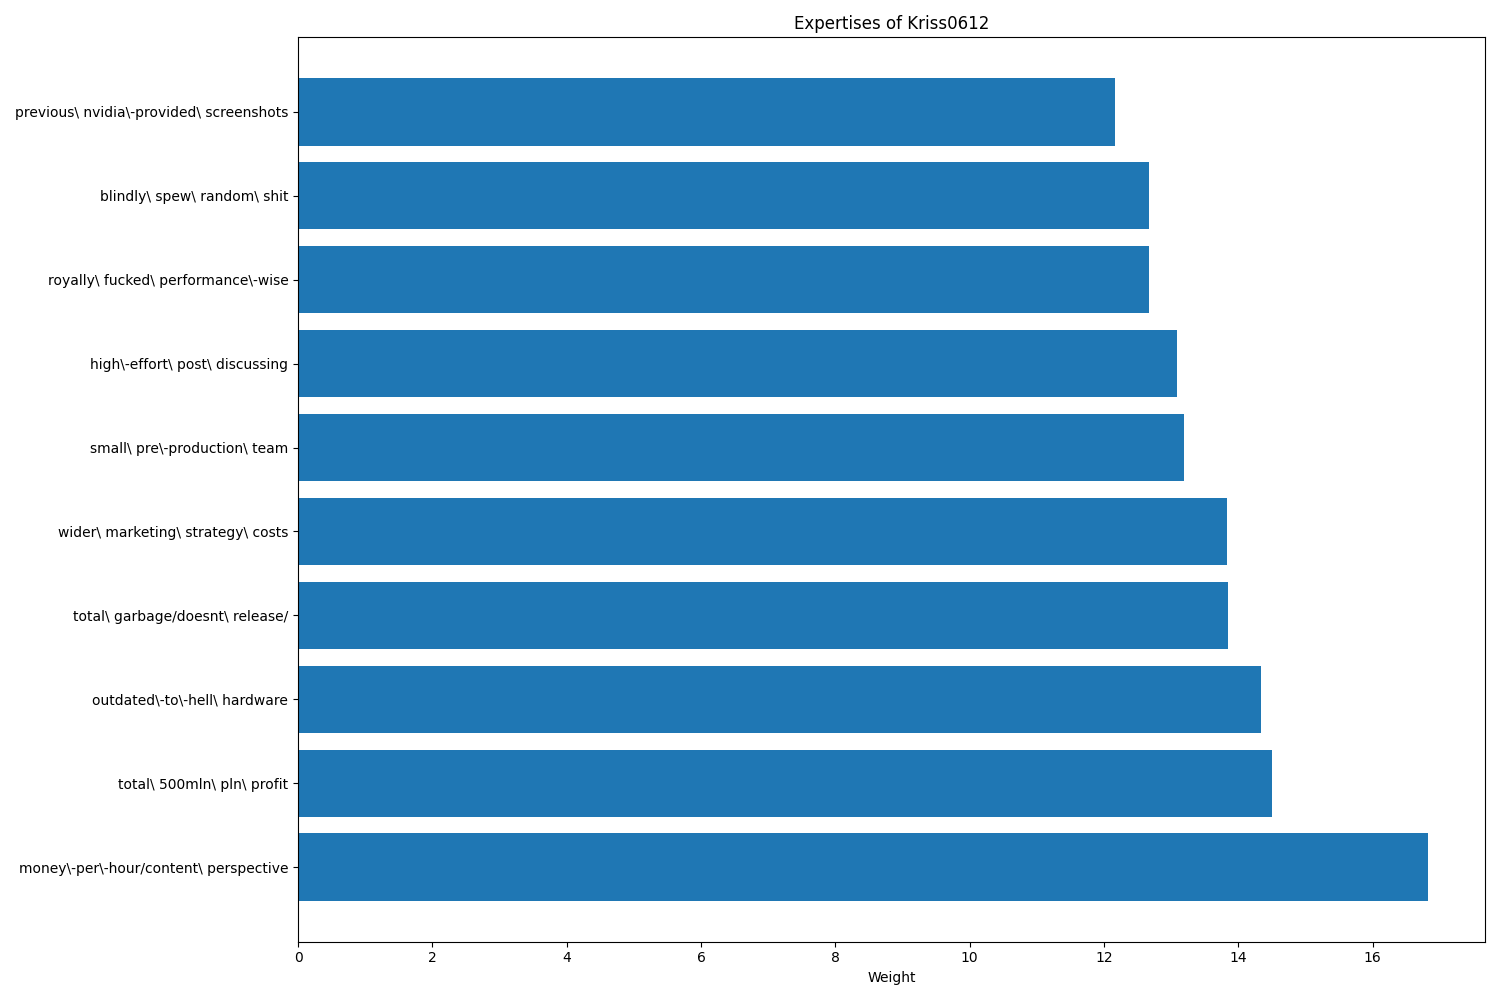 Expertises of Kriss0612
previous\ nvidia\-provided\ screenshots
blindly\ spew\ random\ shit
royally\ fucked\ performance\-wise
high\-effort\ post\ discussing
small\ pre\-production\ team
wider\ marketing\ strategy\ costs
total\ garbage/doesnt\ release/
outdated\-to\-hell\ hardware
total\ 500mln\ pln\ profit
money\-per\-hour/content\ perspective
0 2 4 6 8 10 12 14 16
Weight